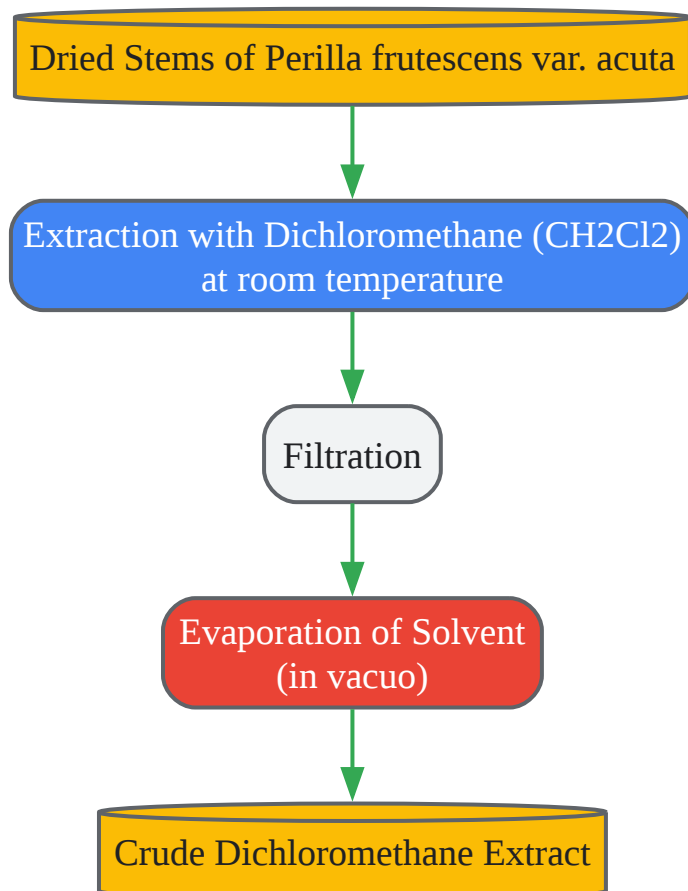 Dried Stems of Perilla frutescens var. acuta
Extraction with Dichloromethane (CH2Cl2)
at room temperature
Filtration
Evaporation of Solvent
(in vacuo)
Crude Dichloromethane Extract